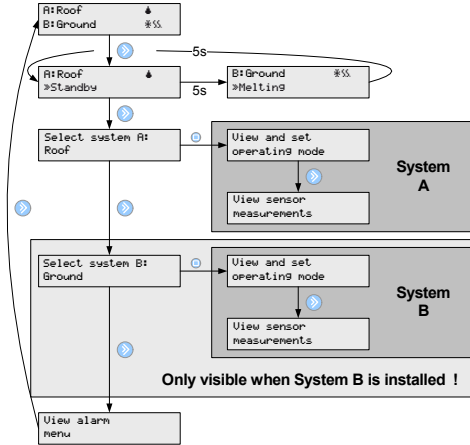 A:Roof
B:Ground
5s
A:Roof
»Standby
5s
B:Ground
»Melting
Select system A:
Roof
View and set
operating mode
System
A
View sensor
measurements
Select system B:
Ground
View and set
operating mode
System
B
View sensor
measurements
Only visible when System B is installed !
View alarm
menu